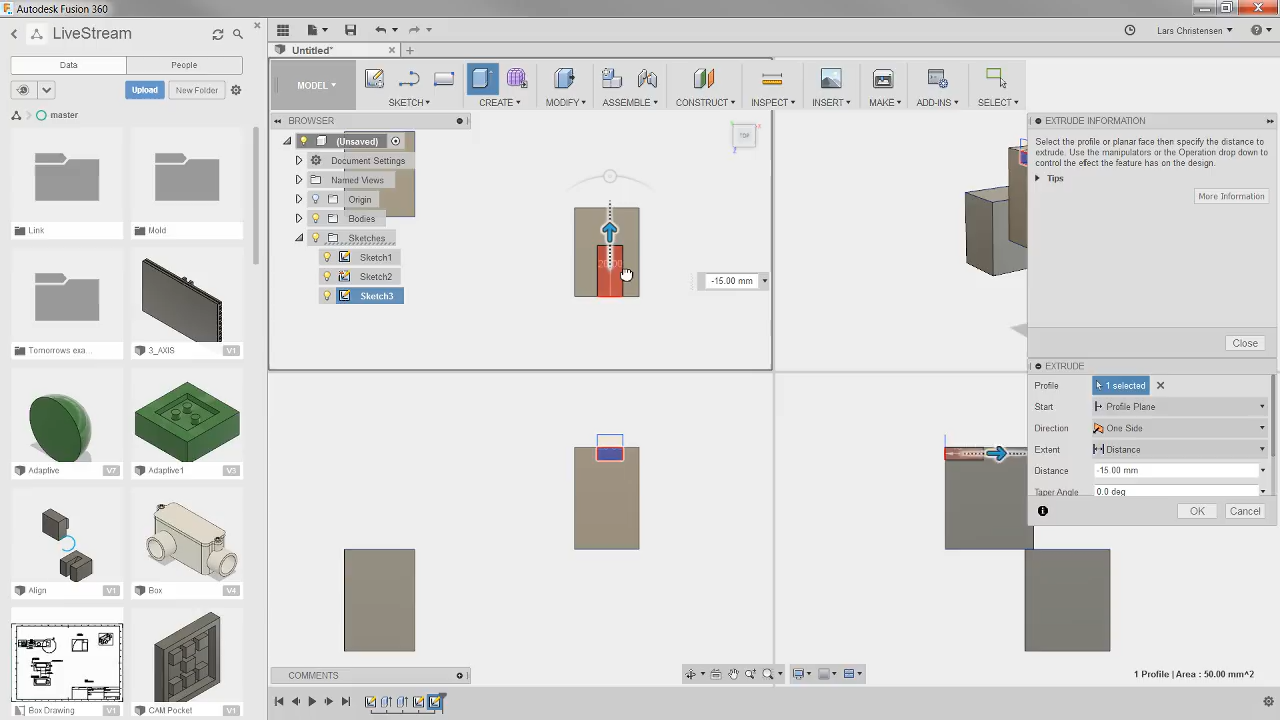 Autodesk Fusion 360
LiveStream
Data
People
Upload
New Folder
master
Link
Mold
Tomorrows exa...
3_AXIS
V1
Adaptive
V7
Adaptive1
V2
Align
V1
Box
V4
Box Drawing
V1
CAM Pocket
V1
Untitled*
Lars Christensen
MODEL
SKETCH
CREATE
MODIFY
ASSEMBLE
CONSTRUCT
INSPECT
INSERT
MAKE
ADD-INS
SELECT
BROWSER
(Unsaved)
Document Settings
Named Views
Origin
Bodies
Sketches
Sketch1
Sketch2
Sketch3
TOP
-15.00 mm
EXTRUDE INFORMATION
Select the profile or planar face then specify the distance to
extrude. Use the manipulators or the Operation drop down to
control the effect the feature has on the design.
Tips
More Information
Close
EXTRUDE
Profile
1 selected
Start
Profile Plane
Direction
One Side
Extent
Distance
Distance
-15.00 mm
Taper Angle
0.0 deg
OK
Cancel
COMMENTS
1 Profile | Area : 50.00 mm^2